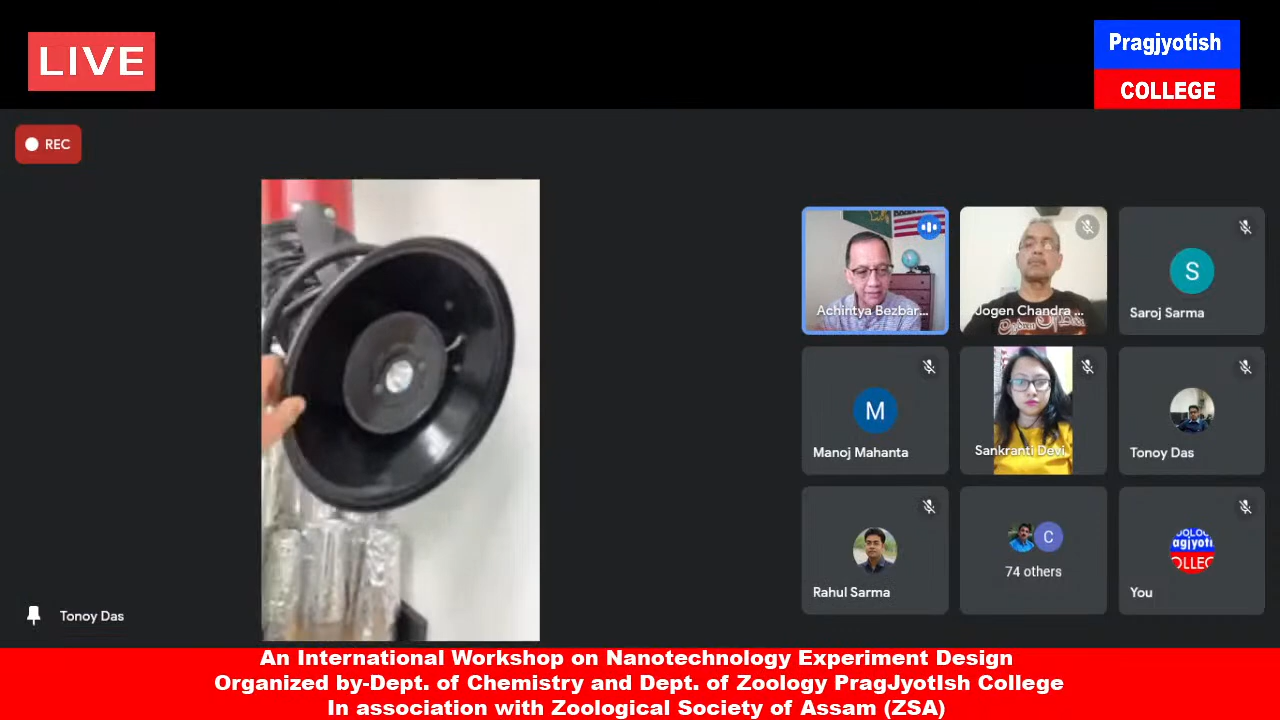 LIVE
Pragjyotish
COLLEGE
REC
Achintya Bezbar...
Jogen Chandra ...
S
Saroj Sarma
M
Manoj Mahanta
Sankranti Devi
Tonoy Das
Rahul Sarma
C
74 others
agjyoti
You
Tonoy Das
An International Workshop on Nanotechnology Experiment Design
Organized by-Dept. of Chemistry and Dept. of Zoology PragJyotIsh College
In association with Zoological Society of Assam (ZSA)